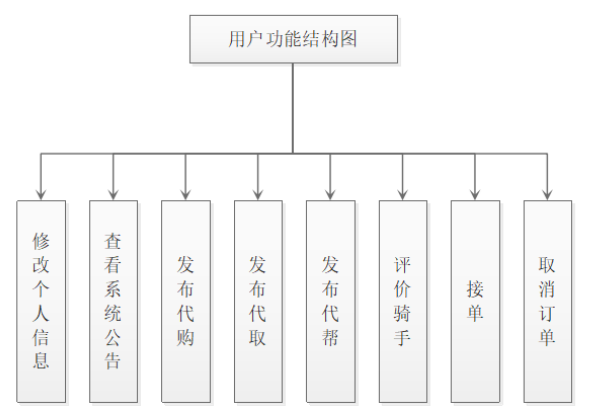 用户功能结构图
修改个人信息
查看系统公告
发布代购
发布代取
发布代帮
评价骑手
接单
取消订单